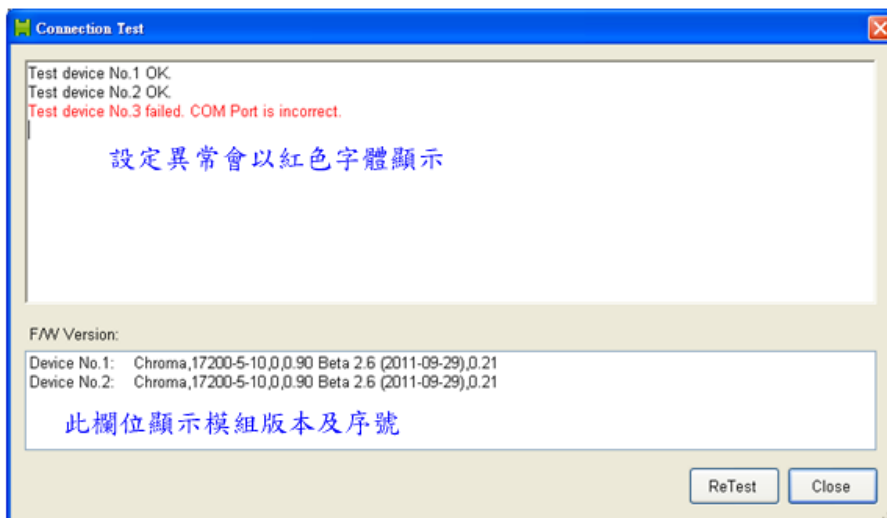 Connection Test
Test device No.1 OK.
Test device No.2 OK.
Test device No.3 failed. COM Port is incorrect.
設定異常會以紅色字體顯示
F/W Version:
Device No.1: Chroma,17200-5-10,0,0.90 Beta 2.6 (2011-09-29),0.21
Device No.2: Chroma,17200-5-10,0,0.90 Beta 2.6 (2011-09-29),0.21
此欄位顯示模組版本及序號
ReTest Close